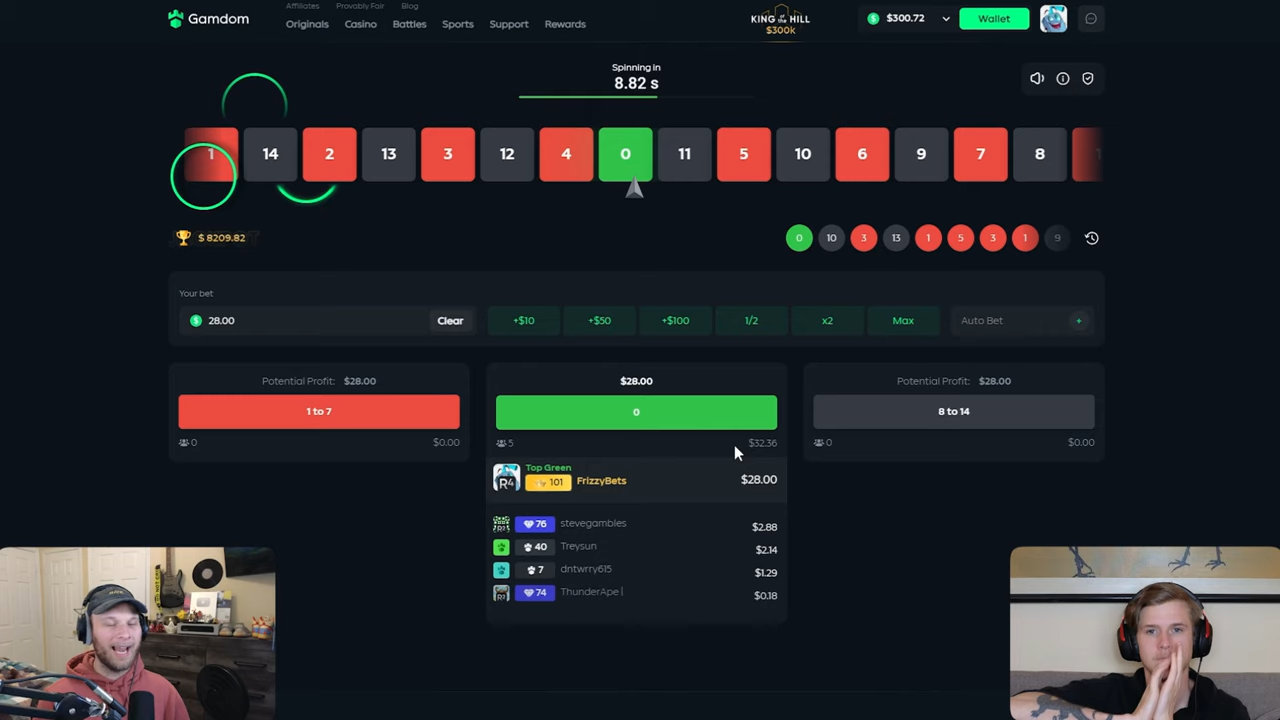 Affiliates Provably Fair Blog
Gamdom
Originals Casino Battles Sports Support Rewards
KING OF THE HILL
$300k
$300.72
Wallet
Spinning in
8.82 s
1 14 2 13 3 12 4 0 11 5 10 6 9 7 8 1
$ 8209.82
0 10 3 13 1 5 3 1 9
Your bet
28.00 Clear +$10 +$50 +$100 1/2 x2 Max Auto Bet +
Potential Profit: $28.00
1 to 7
0 $0.00
$28.00
0
5 $32.36
Top Green
R4 101 FrizzyBets $28.00
76 stevegambles $2.88
40 Treysun $2.14
7 dntwrry615 $1.29
74 ThunderApe | $0.18
Potential Profit: $28.00
8 to 14
0 $0.00